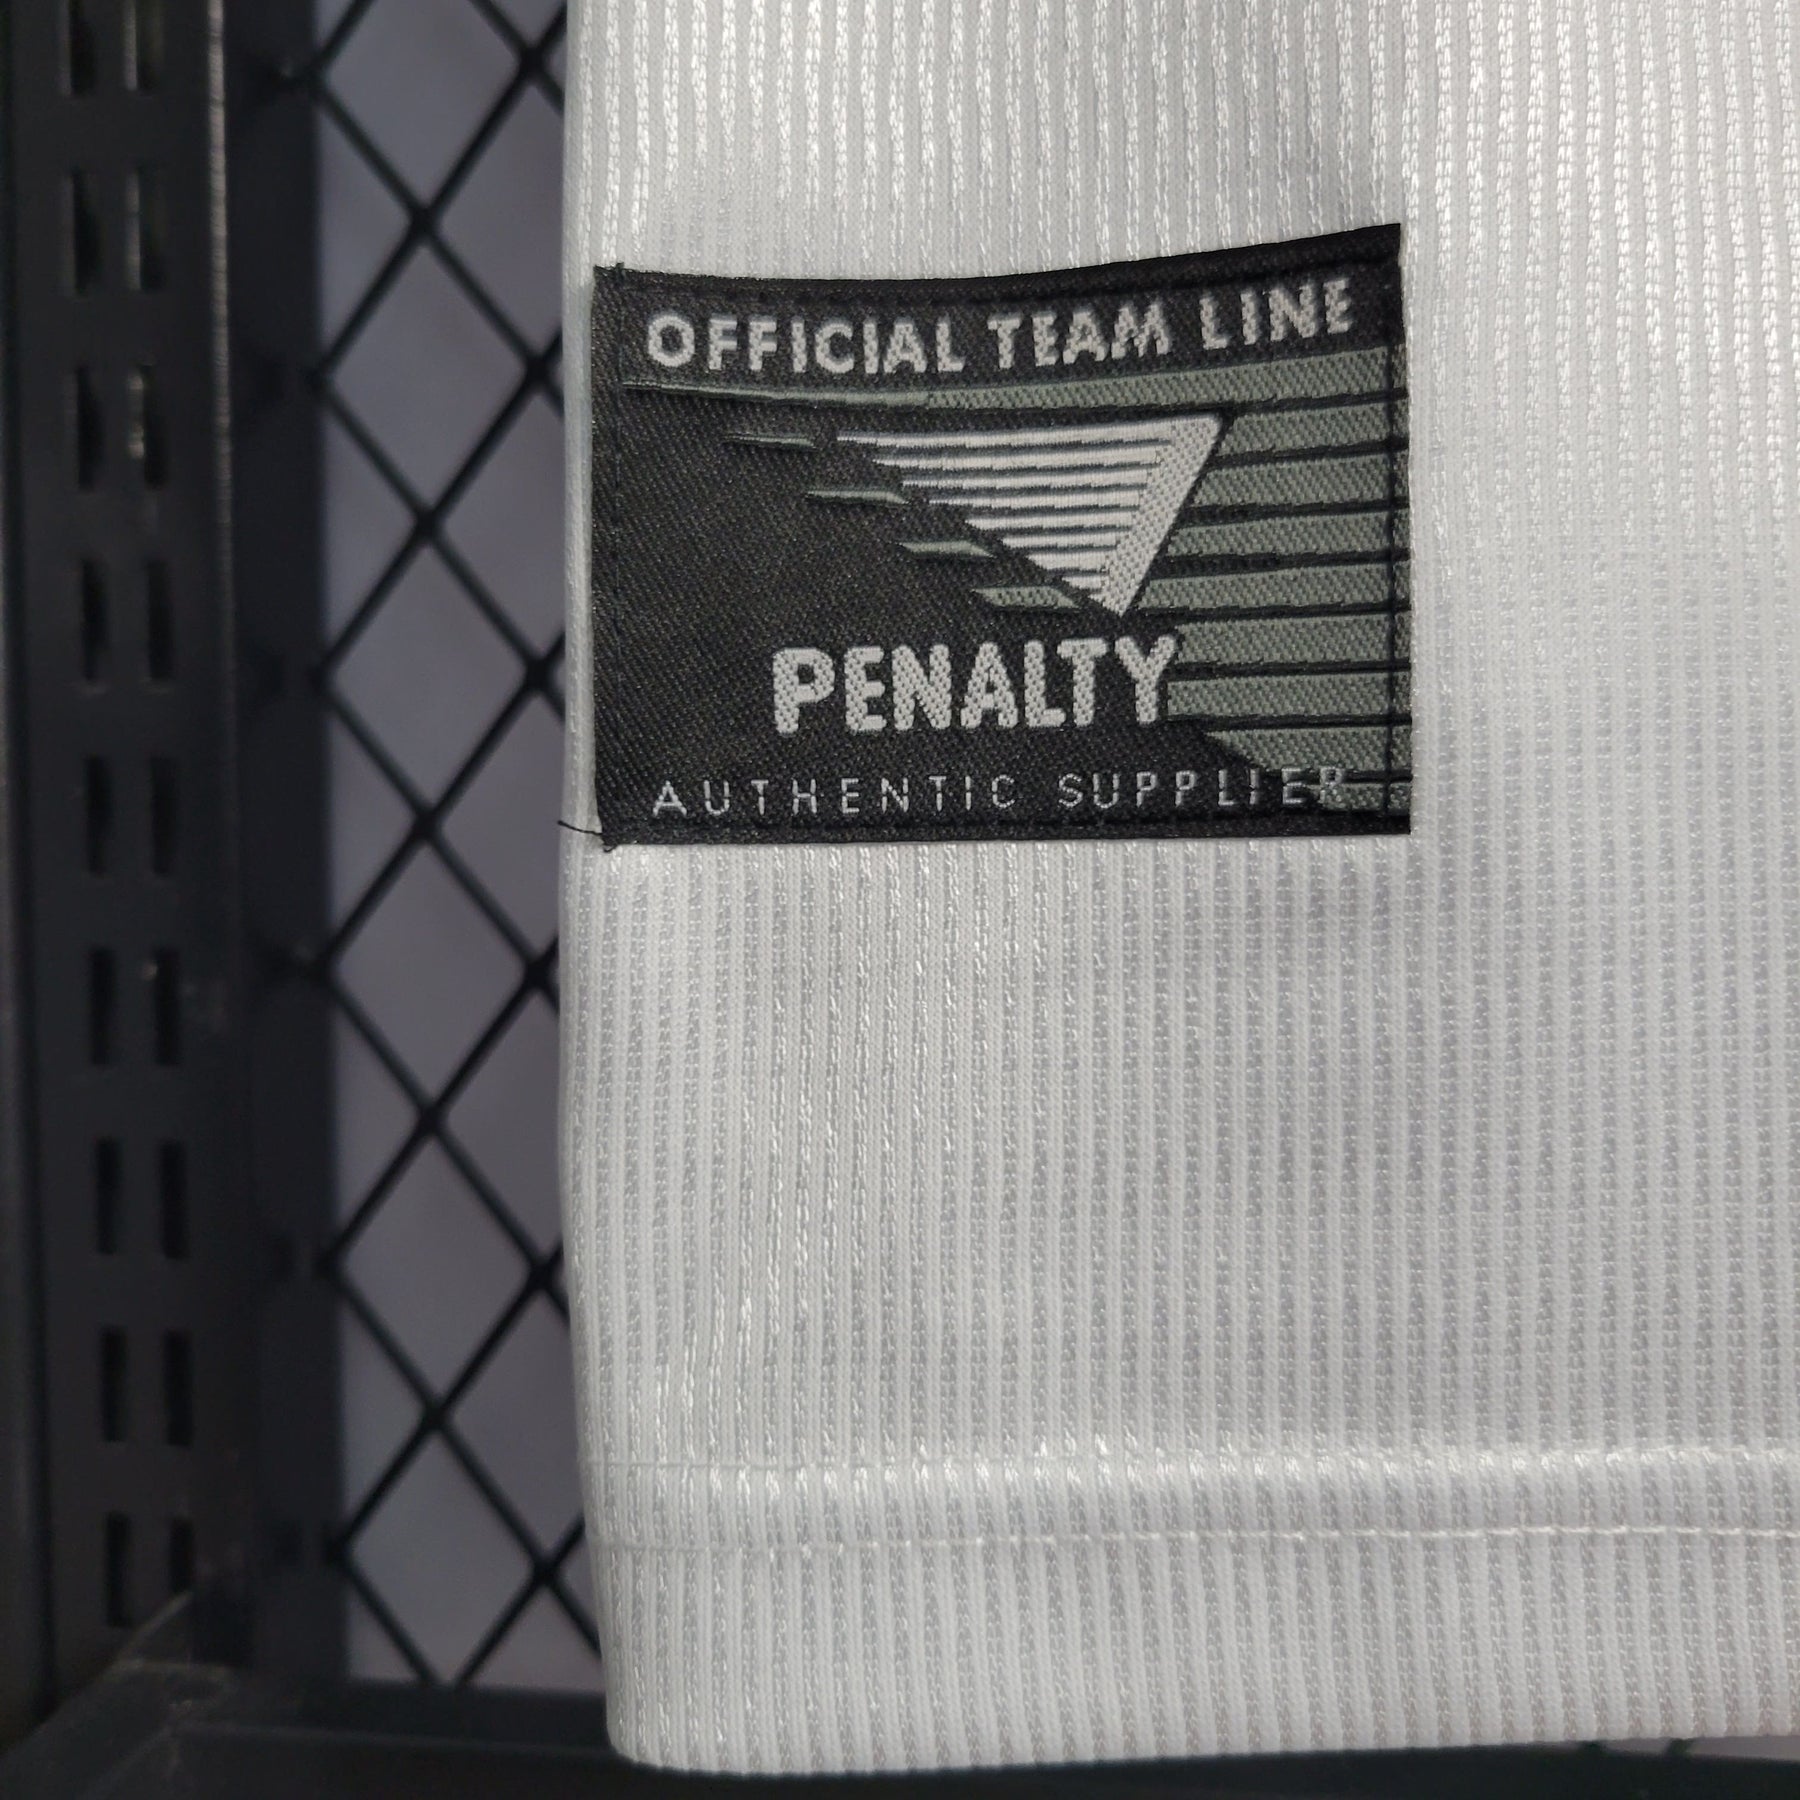 OFFICIAL TEAM LINE
PENALTY
AUTHENTIC SUPPLIER